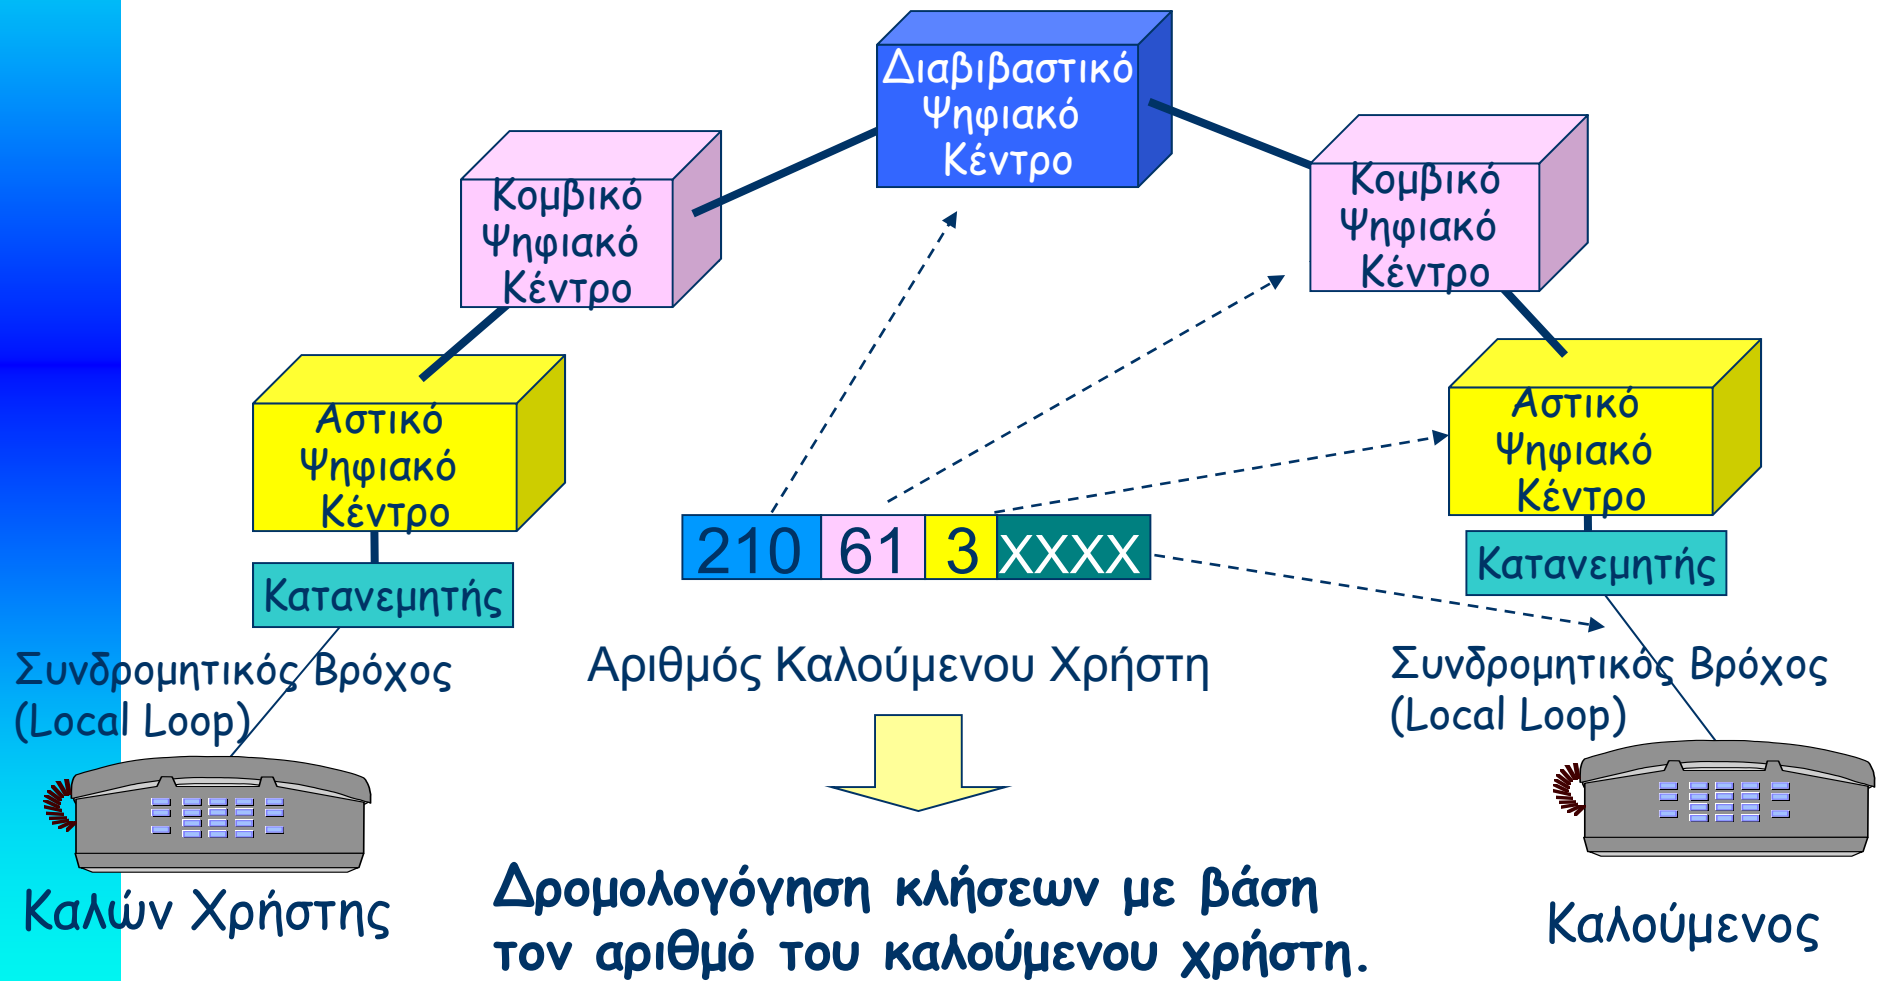 Διαβιβαστικό
Ψηφιακό
Κέντρο
Κομβικό
Ψηφιακό
Κέντρο
Κομβικό
Ψηφιακό
Κέντρο
Αστικό
Ψηφιακό
Κέντρο
Αστικό
Ψηφιακό
Κέντρο
210 61 3 XXXX
Κατανεμητής
Κατανεμητής
Συνδρομητικός Βρόχος
(Local Loop)
Αριθμός Καλούμενου Χρήστη
Συνδρομητικός Βρόχος
(Local Loop)
Καλών Χρήστης
Δρομολογόγηση κλήσεων με βάση
τον αριθμό του καλούμενου χρήστη.
Καλούμενος